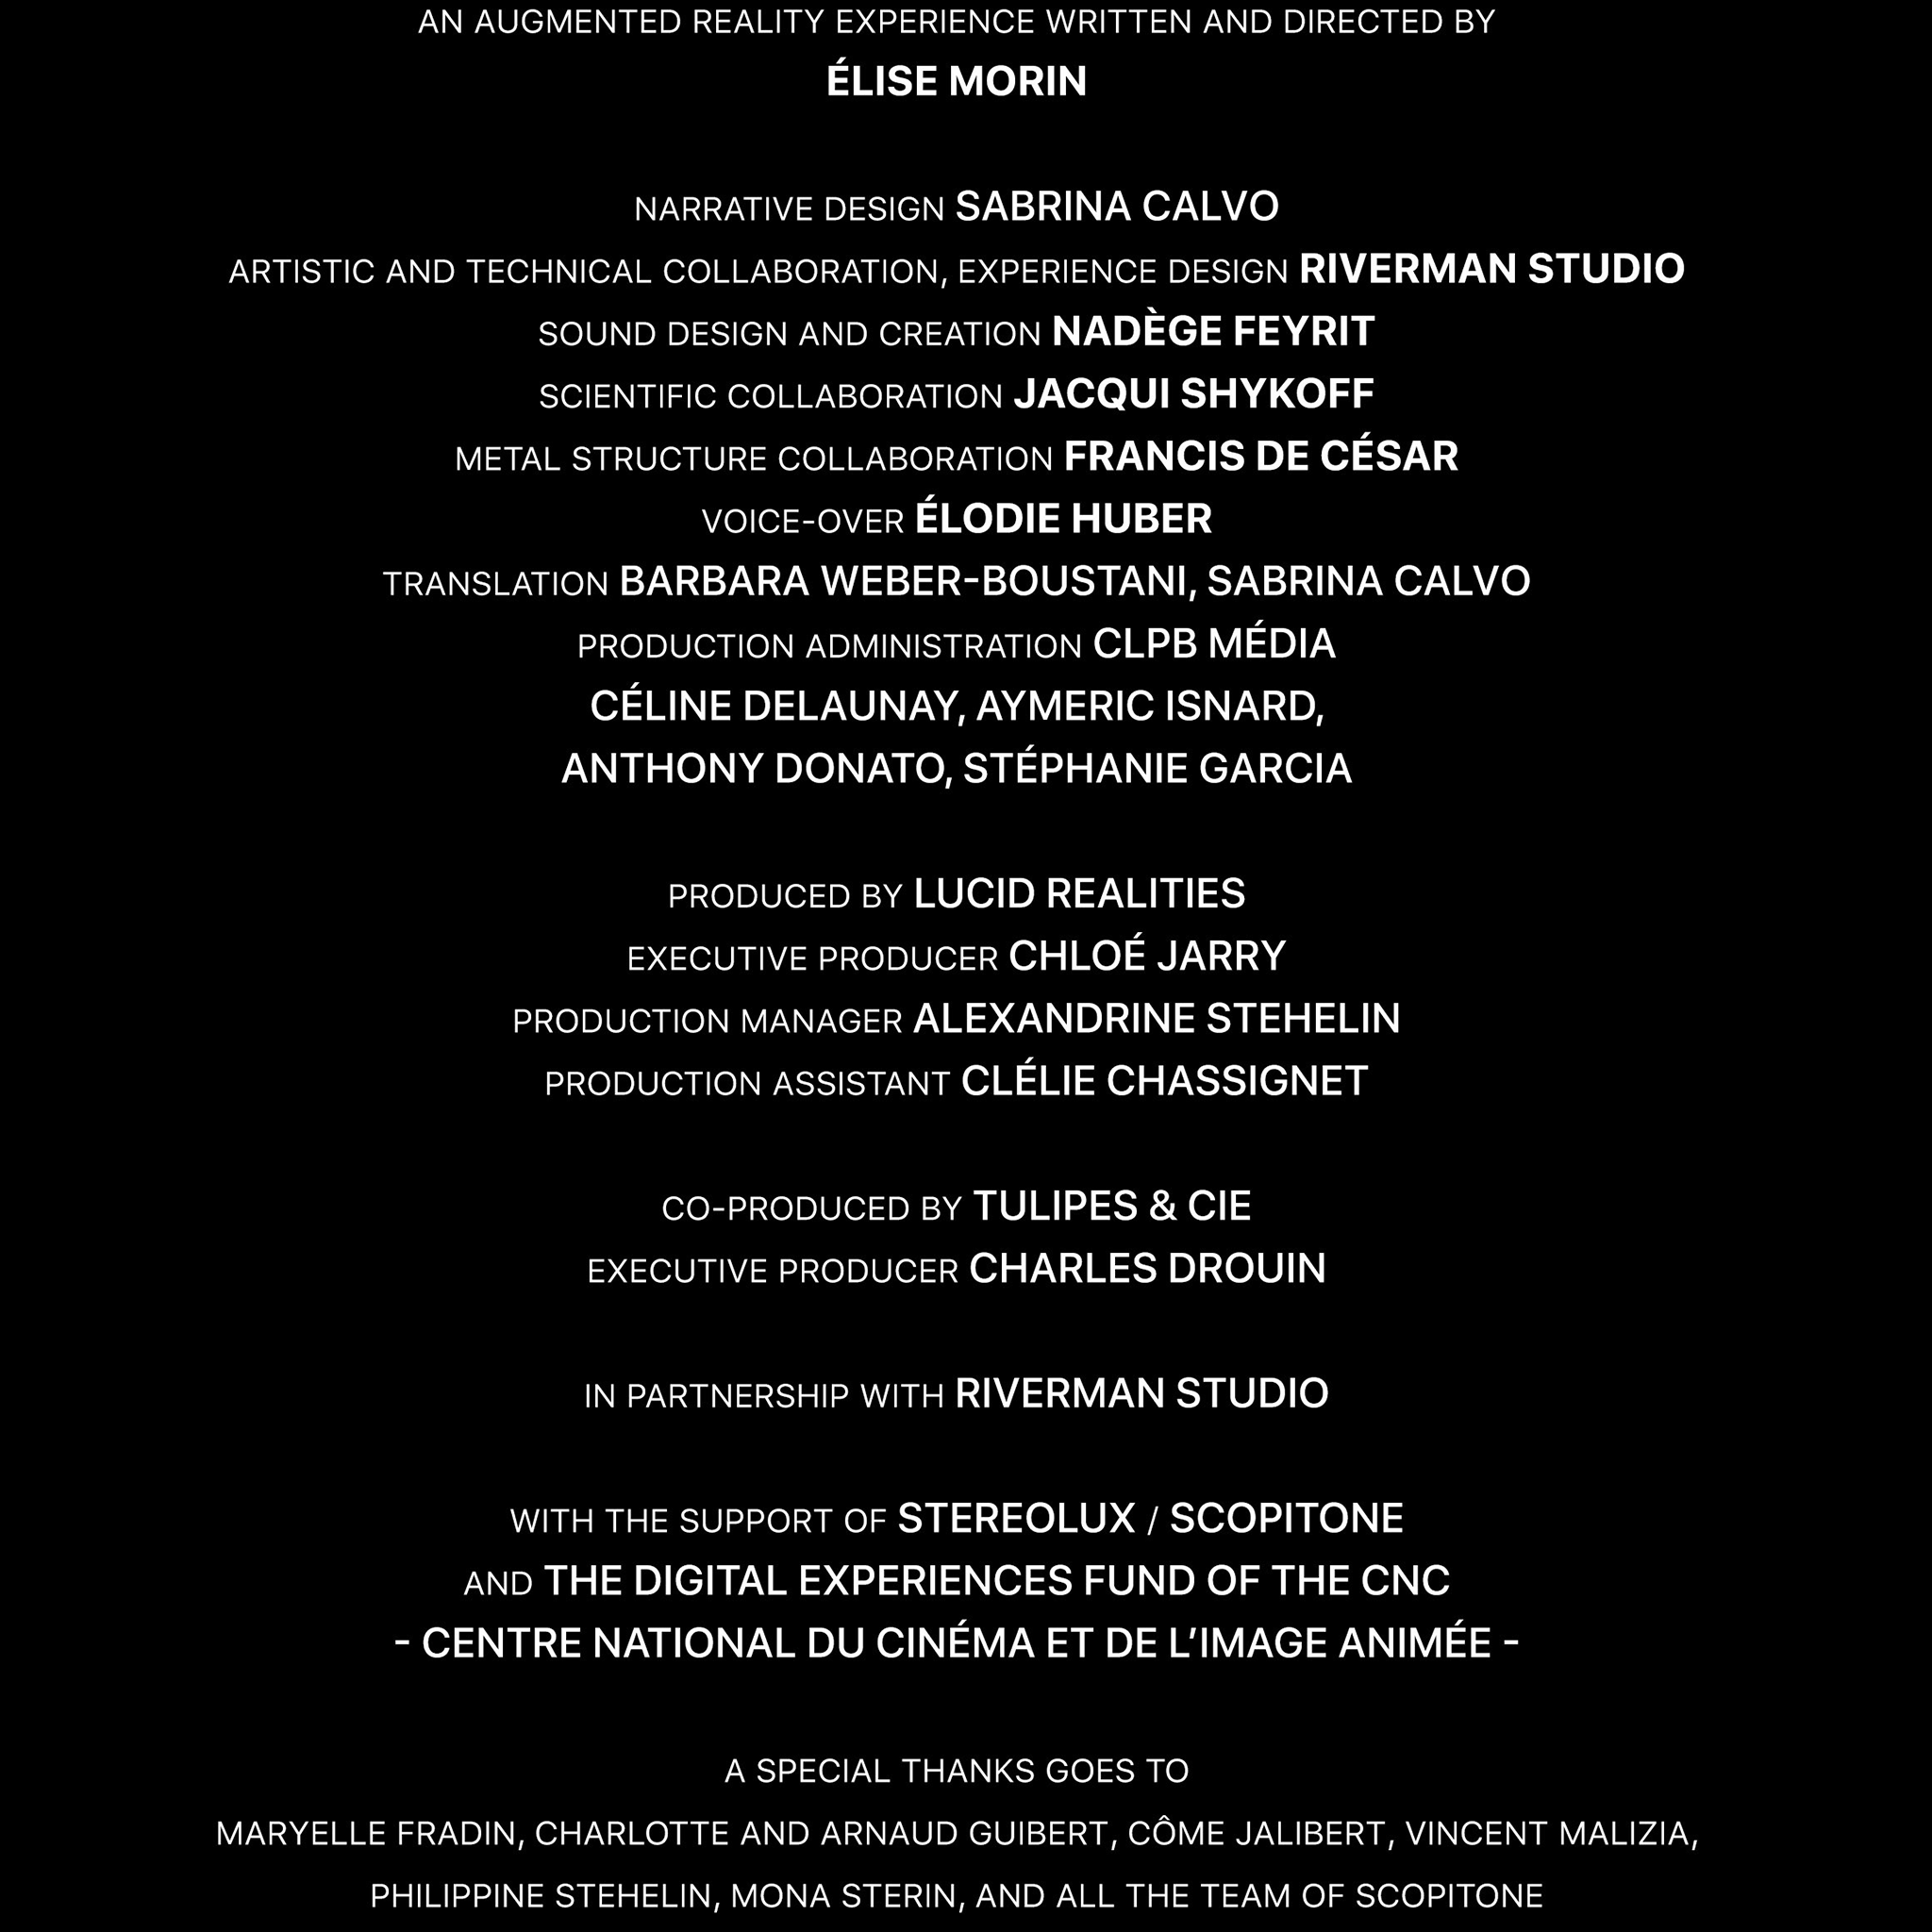 AN AUGMENTED REALITY EXPERIENCE WRITTEN AND DIRECTED BY
ÉLISE MORIN
NARRATIVE DESIGN SABRINA CALVO
ARTISTIC AND TECHNICAL COLLABORATION, EXPERIENCE DESIGN RIVERMAN STUDIO
SOUND DESIGN AND CREATION NADÈGE FEYRIT
SCIENTIFIC COLLABORATION JACQUI SHYKOFF
METAL STRUCTURE COLLABORATION FRANCIS DE CÉSAR
VOICE-OVER ÉLODIE HUBER
TRANSLATION BARBARA WEBER-BOUSTANI, SABRINA CALVO
PRODUCTION ADMINISTRATION CLPB MÉDIA
CÉLINE DELAUNAY, AYMERIC ISNARD,
ANTHONY DONATO, STÉPHANIE GARCIA
PRODUCED BY LUCID REALITIES
EXECUTIVE PRODUCER CHLOÉ JARRY
PRODUCTION MANAGER ALEXANDRINE STEHELIN
PRODUCTION ASSISTANT CLÉLIE CHASSIGNET
CO-PRODUCED BY TULIPES & CIE
EXECUTIVE PRODUCER CHARLES DROUIN
IN PARTNERSHIP WITH RIVERMAN STUDIO
WITH THE SUPPORT OF STEREOLUX / SCOPITONE
AND THE DIGITAL EXPERIENCES FUND OF THE CNC
- CENTRE NATIONAL DU CINÉMA ET DE L’IMAGE ANIMÉE -
A SPECIAL THANKS GOES TO
MARYELLE FRADIN, CHARLOTTE AND ARNAUD GUIBERT, CÔME JALIBERT, VINCENT MALIZIA,
PHILIPPINE STEHELIN, MONA STERIN, AND ALL THE TEAM OF SCOPITONE